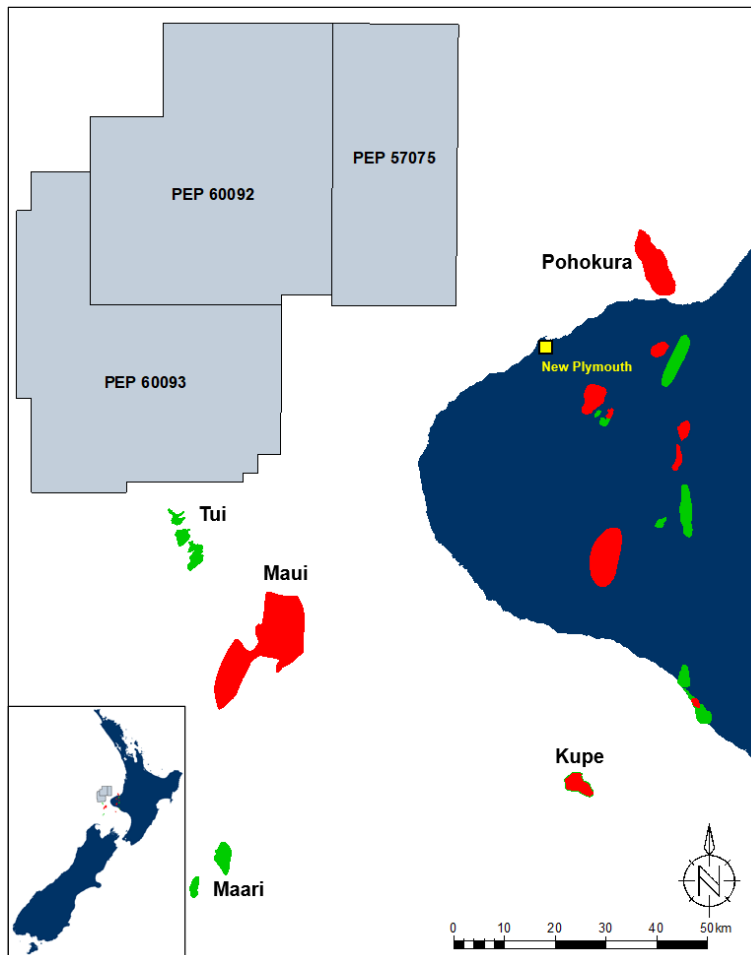 PEP 57075
PEP 60092
Pohokura
New Plymouth
PEP 60093
Tui
Maui
Kupe
Maari
N
0 10 20 30 40 50 km